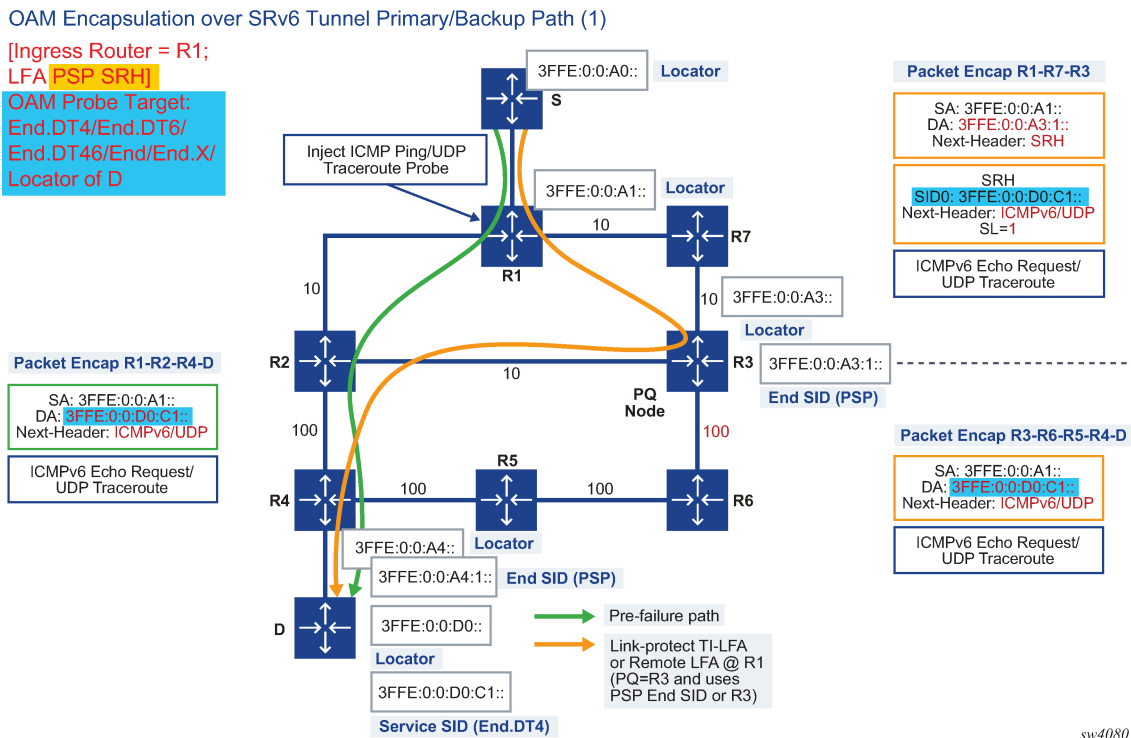 OAM Encapsulation over SRv6 Tunnel Primary/Backup Path (1)
[Ingress Router = R1;
LFA PSP SRH]
OAM Probe Target:
End.DT4/End.DT6/
End.DT46/End/End.X/
Locator of D
3FFE:0:0:A0::
Locator
S
Inject ICMP Ping/UDP
Traceroute Probe
3FFE:0:0:A1::
Locator
10
R7
R1
10
10
3FFE:0:0:A3::
Locator
R2
10
R3
3FFE:0:0:A3:1::
End SID (PSP)
PQ
Node
100
100
R5
R4
100
100
R6
3FFE:0:0:A4::
Locator
3FFE:0:0:A4:1::
End SID (PSP)
D
3FFE:0:0:D0::
Locator
3FFE:0:0:D0:C1::
Service SID (End.DT4)
Pre-failure path
Link-protect TI-LFA
or Remote LFA @ R1
(PQ=R3 and uses
PSP End SID or R3)
Packet Encap R1-R2-R4-D
SA: 3FFE:0:0:A1::
DA: 3FFE:0:0:D0:C1::
Next-Header: ICMPv6/UDP
ICMPv6 Echo Request/
UDP Traceroute
Packet Encap R1-R7-R3
SA: 3FFE:0:0:A1::
DA: 3FFE:0:0:A3:1::
Next-Header: SRH
SRH
SID0: 3FFE:0:0:D0:C1::
Next-Header: ICMPv6/UDP
SL=1
ICMPv6 Echo Request/
UDP Traceroute
Packet Encap R3-R6-R5-R4-D
SA: 3FFE:0:0:A1::
DA: 3FFE:0:0:D0:C1::
Next-Header: ICMPv6/UDP
ICMPv6 Echo Request/
UDP Traceroute
sw4080